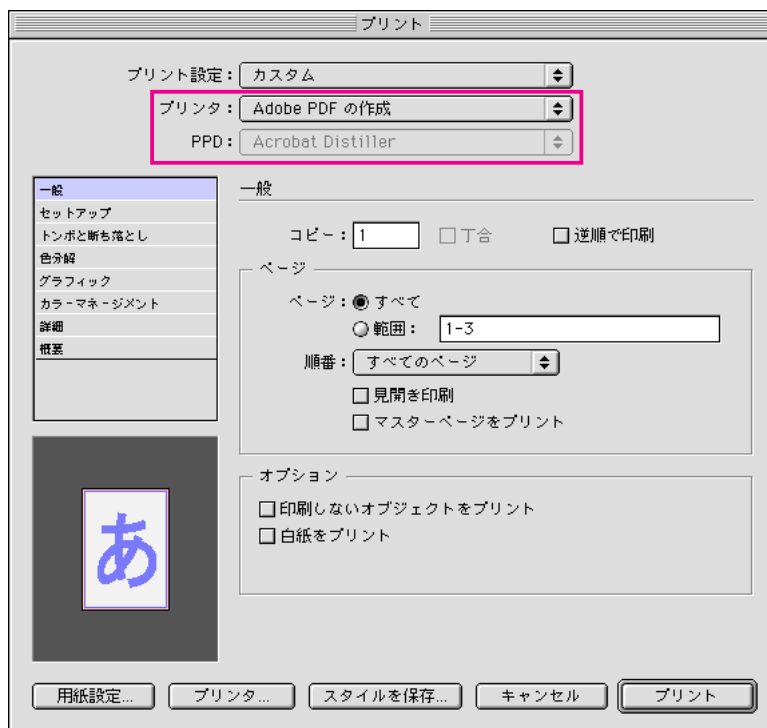 プリント
プリント設定: カスタム
プリンタ: Adobe PDF の作成
PPD: Acrobat Distiller
一般
セットアップ
トンボと断ち落とし
色分解
グラフィック
カラーマネージメント
詳細
概要
一般
コピー: 1 丁合 逆順で印刷
ページ
ページ: すべて
範囲: 1-3
順番: すべてのページ
見開き印刷
マスターページをプリント
オプション
印刷しないオブジェクトをプリント
白紙をプリント
あ
用紙設定... プリンタ... スタイルを保存... キャンセル プリント